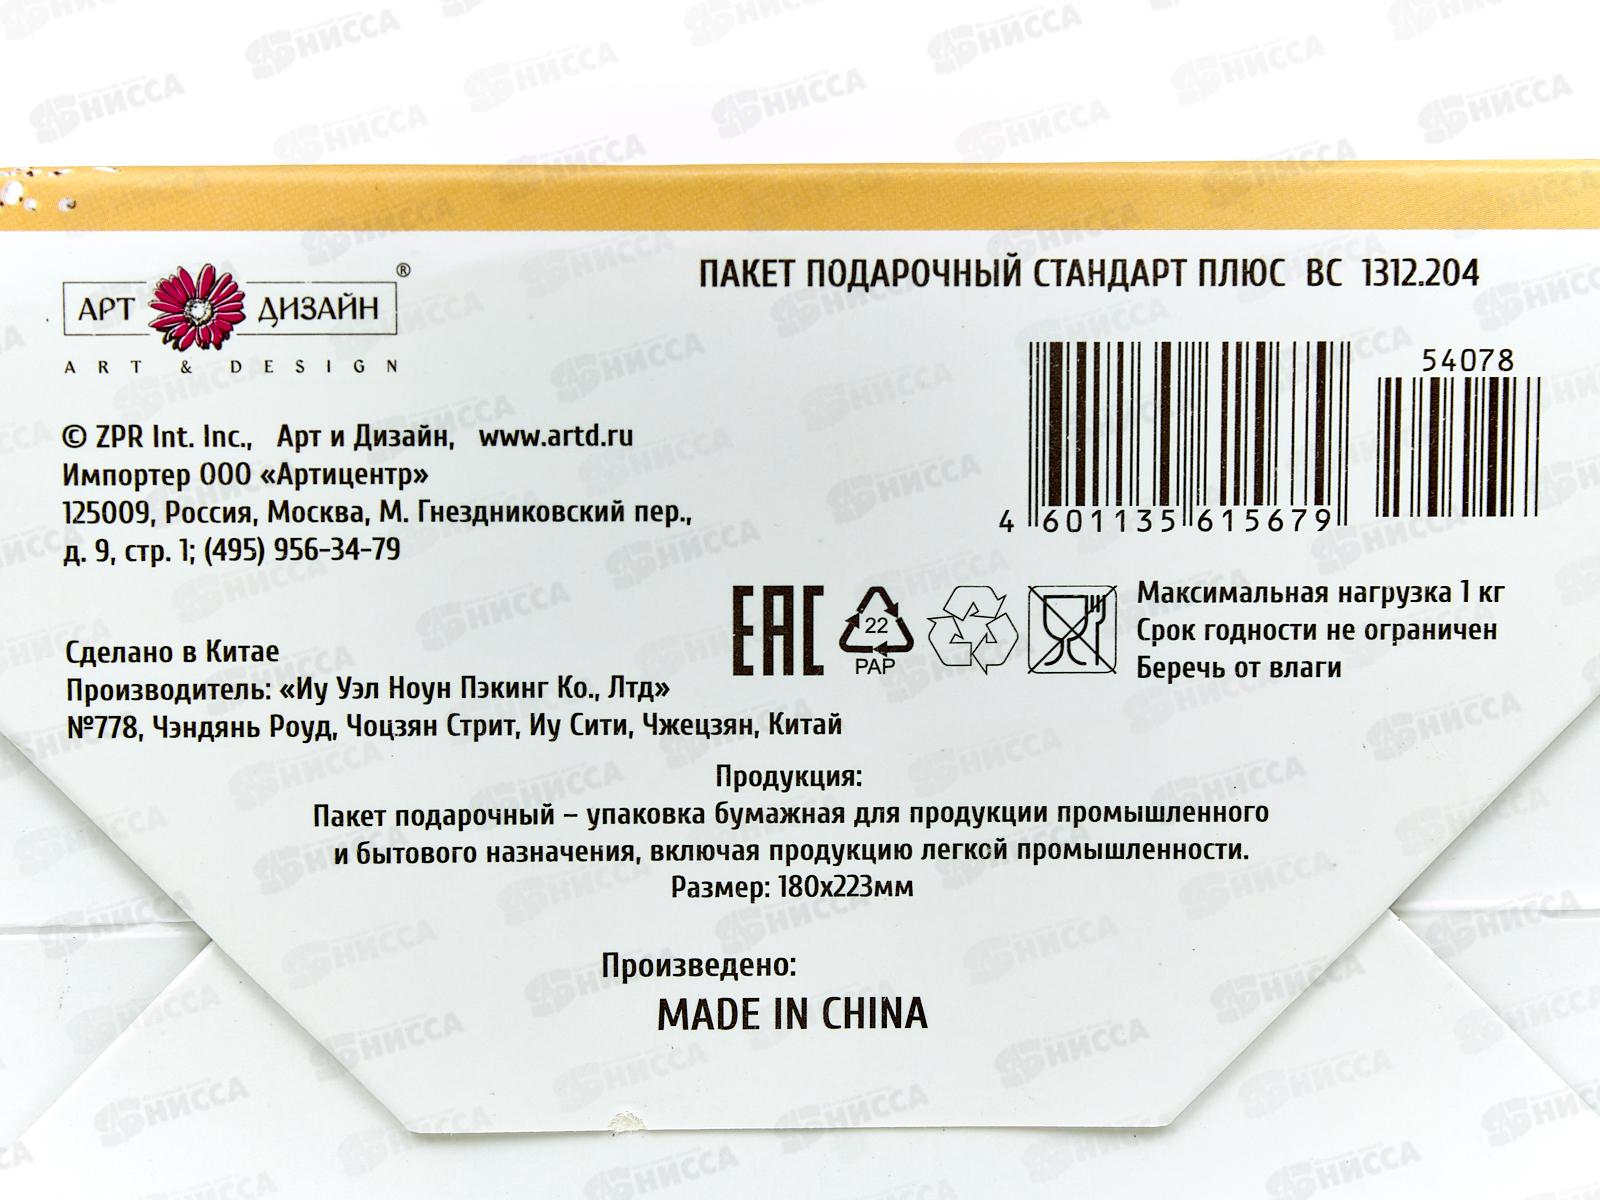 АРТ ДИЗАЙН ®
ART & DESIGN
ПАКЕТ ПОДАРОЧНЫЙ СТАНДАРТ ПЛЮС ВС 1312.204
54078
4 601135 615679
© ZPR Int. Inc., Арт и Дизайн, www.artd.ru
Импортер ООО «Артицентр»
125009, Россия, Москва, М. Гнездниковский пер.,
д. 9, стр. 1; (495) 956-34-79
EAC
22
PAP
Максимальная нагрузка 1 кг
Срок годности не ограничен
Беречь от влаги
Сделано в Китае
Производитель: «Иу Уэл Ноун Пэкинг Ко., Лтд»
№778, Чэндянь Роуд, Чоцзян Стрит, Иу Сити, Чжецзян, Китай
Продукция:
Пакет подарочный – упаковка бумажная для продукции промышленного
и бытового назначения, включая продукцию легкой промышленности.
Размер: 180х223мм
Произведено:
MADE IN CHINA
НИССА